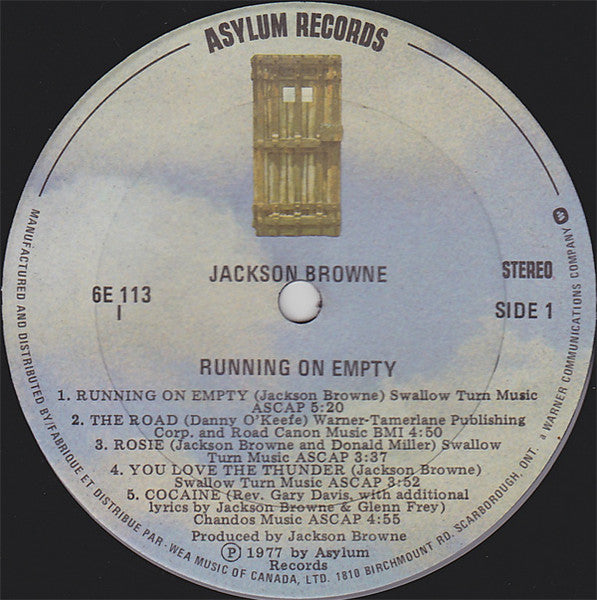 ASYLUM RECORDS
JACKSON BROWNE
6E 113
1
STEREO
SIDE 1
RUNNING ON EMPTY
1. RUNNING ON EMPTY (Jackson Browne) Swallow Turn Music
ASCAP 5:20
2. THE ROAD (Danny O'Keefe) Warner-Tamerlane Publishing
Corp. and Road Canon Music BMI 4:50
3. ROSIE (Jackson Browne and Donald Miller) Swallow
Turn Music ASCAP 3:37
4. YOU LOVE THE THUNDER (Jackson Browne)
Swallow Turn Music ASCAP 3:52
5. COCAINE (Rev. Gary Davis, with additional
lyrics by Jackson Browne & Glenn Frey)
Chandos Music ASCAP 4:55
Produced by Jackson Browne
Ⓟ 1977 by Asylum
Records
MANUFACTURED AND DISTRIBUTED BY/FABRIQUE ET DISTRIBUE PAR - WEA MUSIC OF CANADA, LTD. 1810 BIRCHMOUNT RD. SCARBOROUGH, ONT. a WARNER COMMUNICATIONS COMPANY